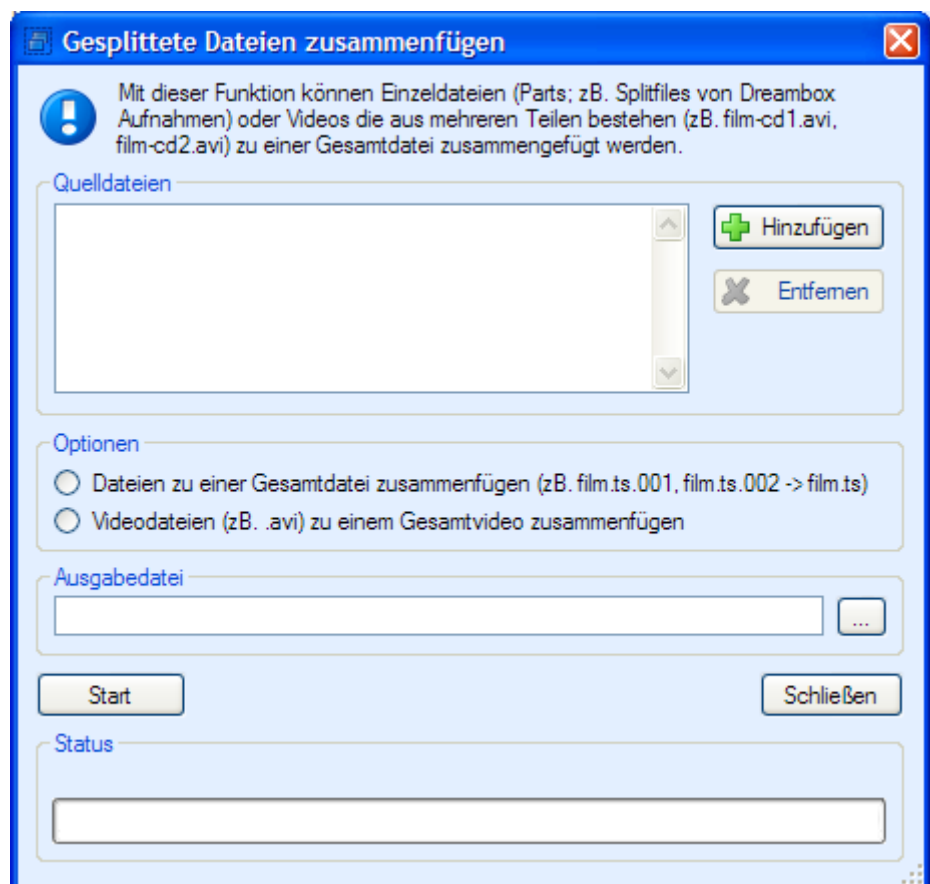 Gesplittete Dateien zusammenfügen
Mit dieser Funktion können Einzeldateien (Parts; zB. Splitfiles von Dreambox
Aufnahmen) oder Videos die aus mehreren Teilen bestehen (zB. film-cd1.avi,
film-cd2.avi) zu einer Gesamtdatei zusammengefügt werden.
Quelldateien
Hinzufügen
Entfernen
Optionen
Dateien zu einer Gesamtdatei zusammenfügen (zB. film.ts.001, film.ts.002 -> film.ts)
Videodateien (zB. .avi) zu einem Gesamtvideo zusammenfügen
Ausgabedatei
...
Start
Schließen
Status